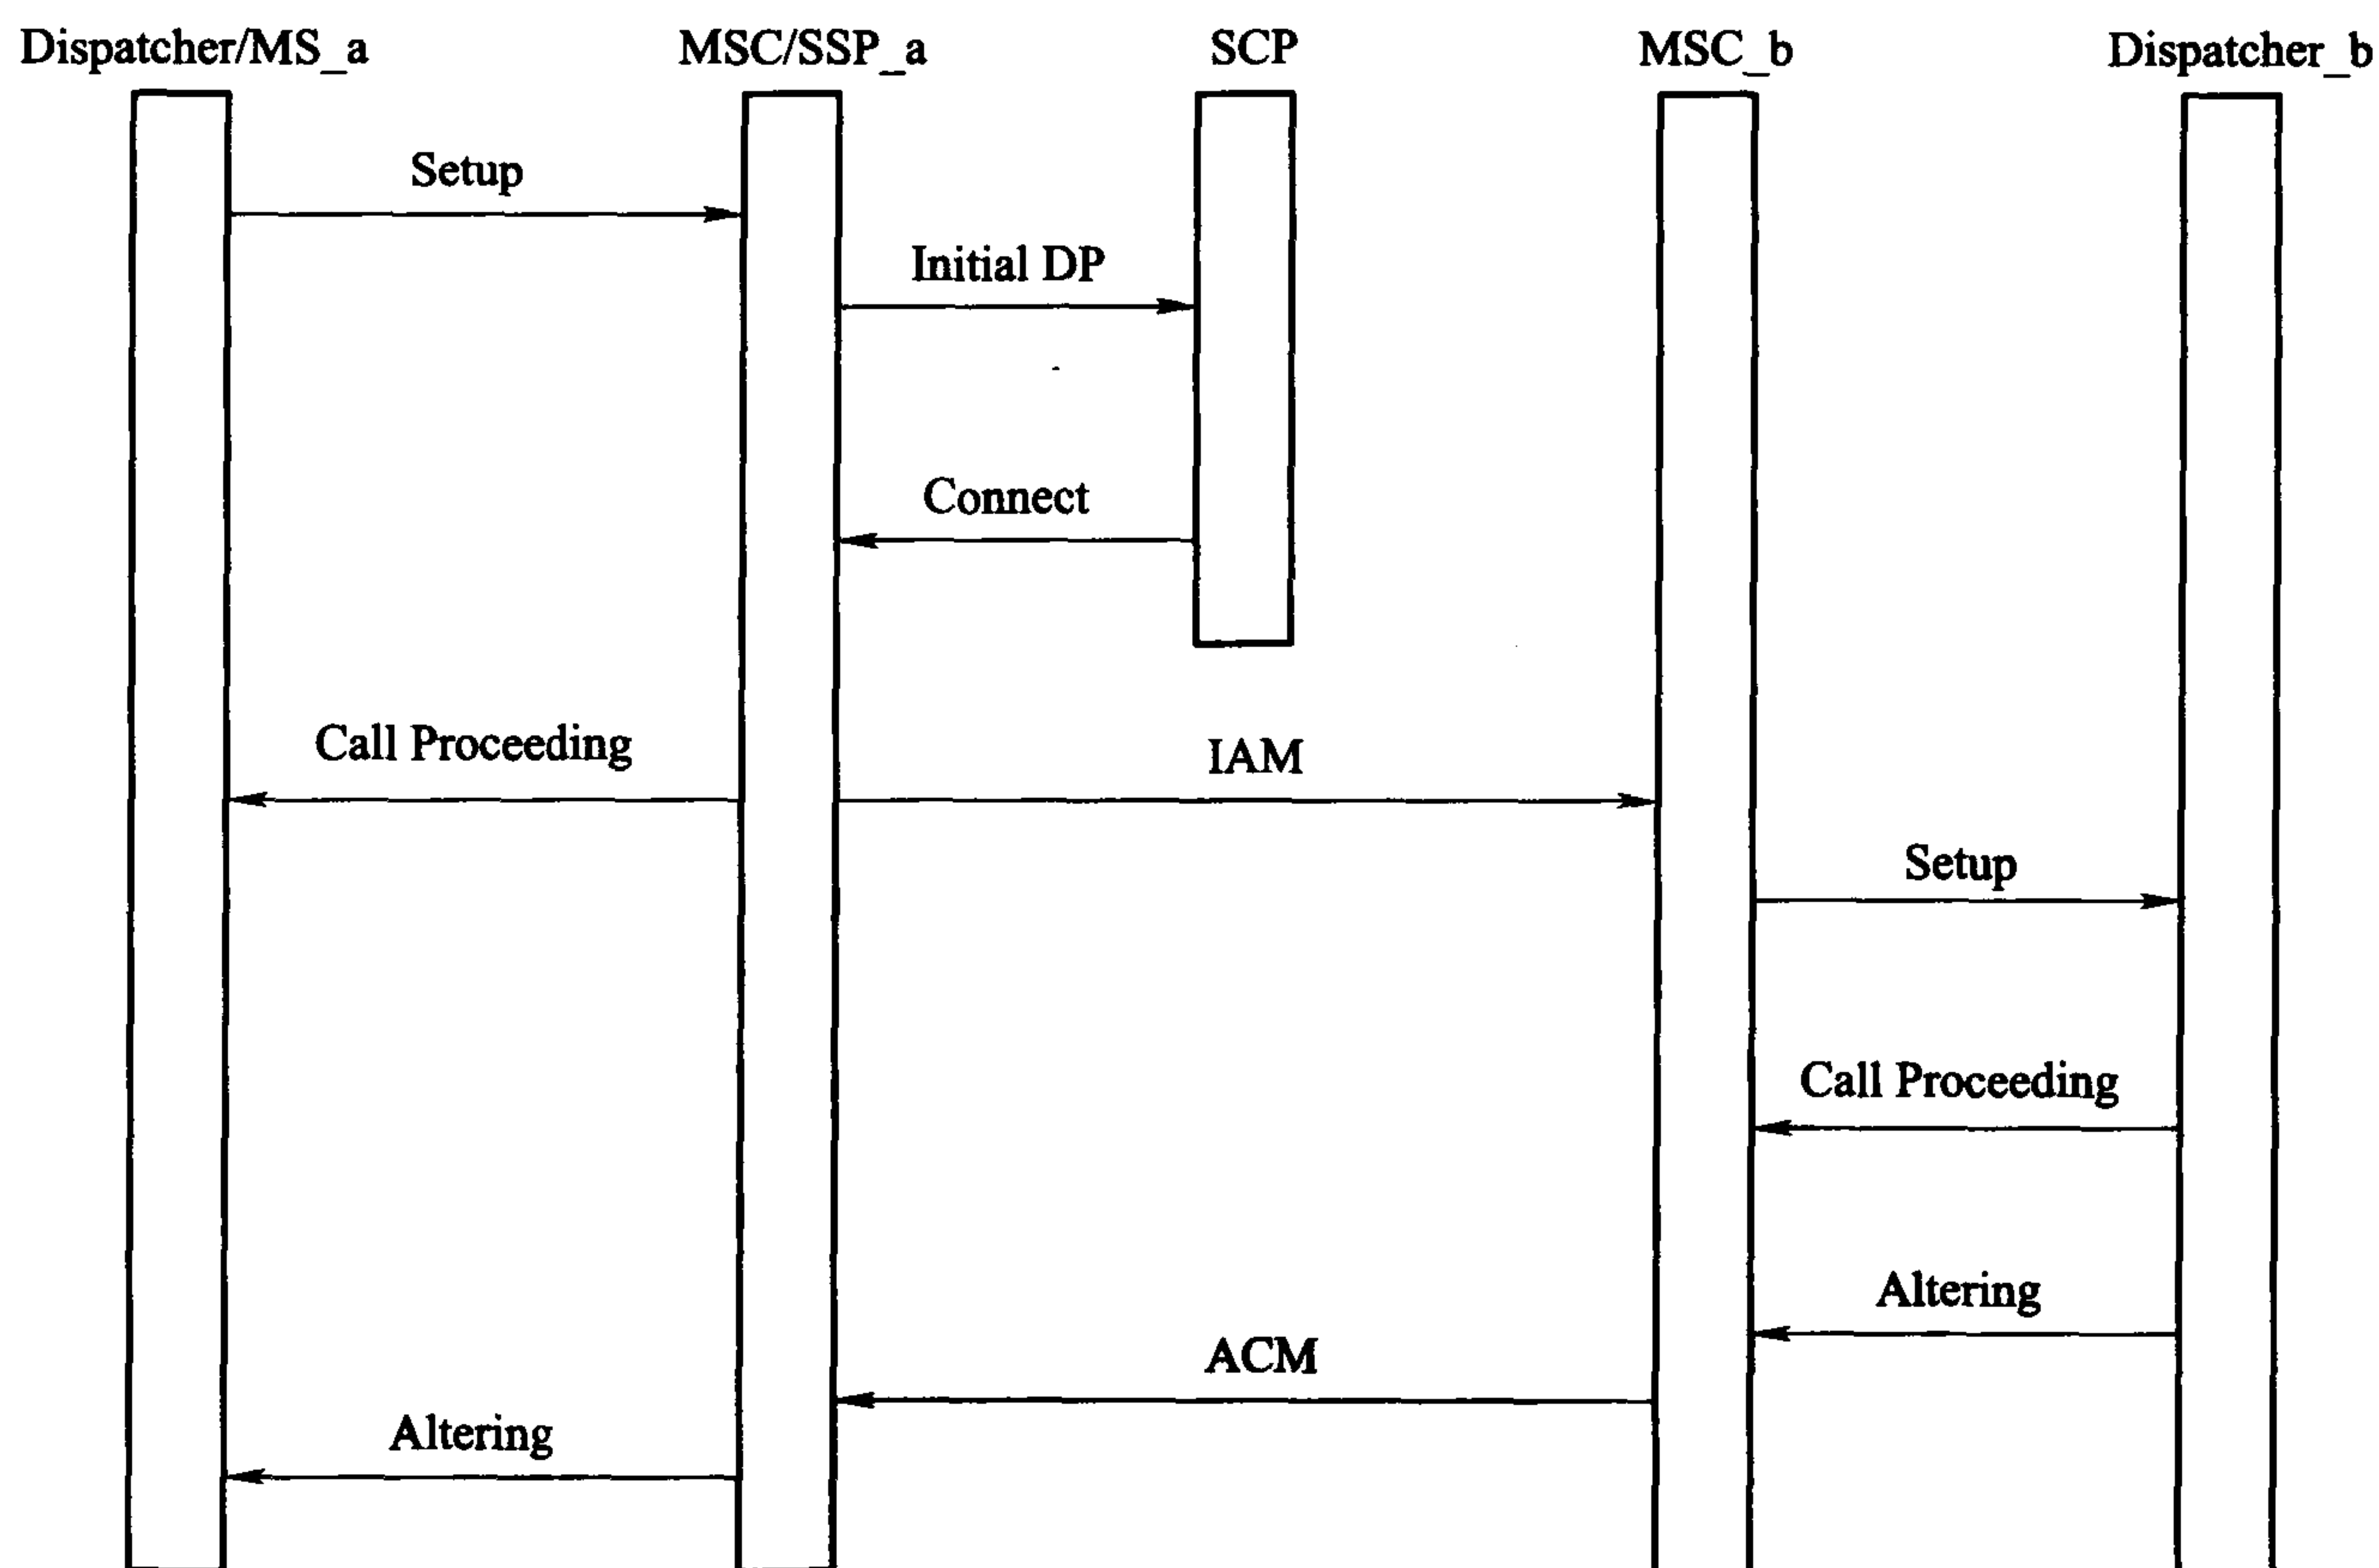 Dispatcher/MS_a MSC/SSP_a SCP MSC_b Dispatcher_b
Setup
Initial DP
Connect
Call Proceeding IAM
Setup
Call Proceeding
Altering
ACM
Altering